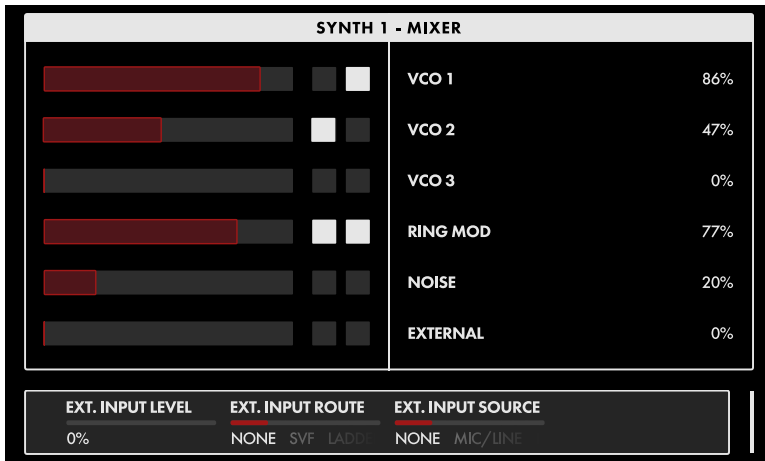 SYNTH 1 - MIXER
VCO 1 86%
VCO 2 47%
VCO 3 0%
RING MOD 77%
NOISE 20%
EXTERNAL 0%
EXT. INPUT LEVEL EXT. INPUT ROUTE EXT. INPUT SOURCE
0% NONE SVF LADDE NONE MIC/LINE